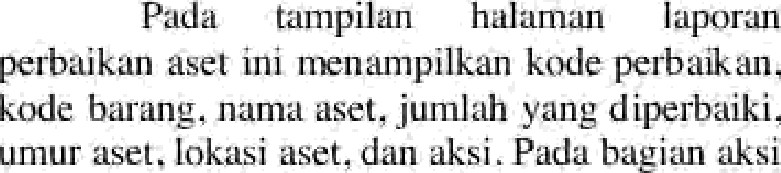 Pada tampilan halaman laporan
perbaikan aset ini menampilkan kode perbaikan,
kode barang, nama aset, jumlah yang diperbaiki,
umur aset, lokasi aset, dan aksi. Pada bagian aksi